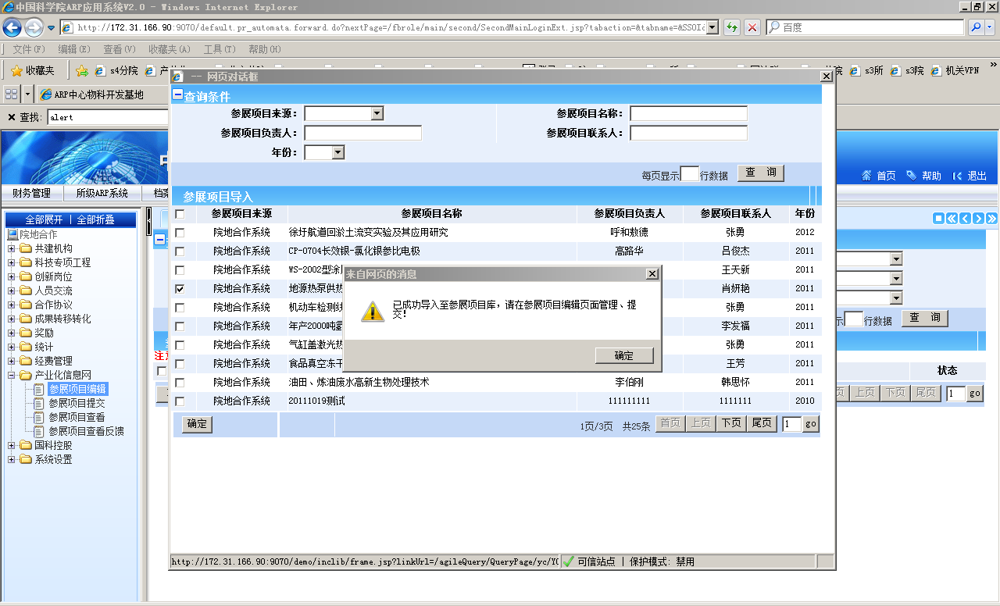 中国科学院ARP应用系统V2.0 - Windows Internet Explorer
http://172.31.166.90:9070/default.pr_automata.forward.do?nextPage=/fbrole/menu/second/SecondMainLoginExt.jsp?tabection=&tabname=&SSOIc
百度
文件(F) 编辑(E) 查看(V) 收藏夹(A) 工具(T) 帮助(H)
收藏夹 s4分院 s3所 s3院 机关VPN
ARP中心物科开发基地
查找: alert
首页 帮助 退出
财务管理 所级ARP系统 档案
全部展开 | 全部折叠
院地合作
共建机构
科技专项工程
创新岗位
人员交流
合作协议
成果转移转化
奖励
统计
经费管理
产业化信息网
参展项目编辑
参展项目提交
参展项目查看
参展项目查看反馈
国科控股
系统设置
-- 网页对话框
查询条件
参展项目来源: 参展项目名称:
参展项目负责人: 参展项目联系人:
年份:
每页显示 行数据 查 询
参展项目导入
参展项目来源 参展项目名称 参展项目负责人 参展项目联系人 年份
院地合作系统 徐圩航道回淤土流变实验及其应用研究 呼和敖德 张勇 2012
院地合作系统 CP-0704长效银-氯化银参比电极 高路华 吕俊杰 2011
院地合作系统 WS-2002型涂 王天新 2011
院地合作系统 地源热泵供热 肖妍艳 2011
院地合作系统 机动车检测线 张勇 2011
院地合作系统 年产2000吨氨 李发福 2011
院地合作系统 气缸盖激光热 张勇 2011
院地合作系统 食品真空冻干 王芳 2011
院地合作系统 油田、炼油废水高新生物处理技术 李伯刚 韩思怀 2011
院地合作系统 20111019测试 111111111 1111111 2010
确定 1页/3页 共25条 首页 上页 下页 尾页 1 go
来自网页的消息
已成功导入至参展项目库，请在参展项目编辑页面管理、提
交!
确定
行数据 查 询
状态
页 上页 下页 尾页 1 go
http://172.31.166.90:9070/demo/inclib/frame.jsp?linkUrl=/agileQuery/QueryPage/yc/YC
可信站点 | 保护模式: 禁用